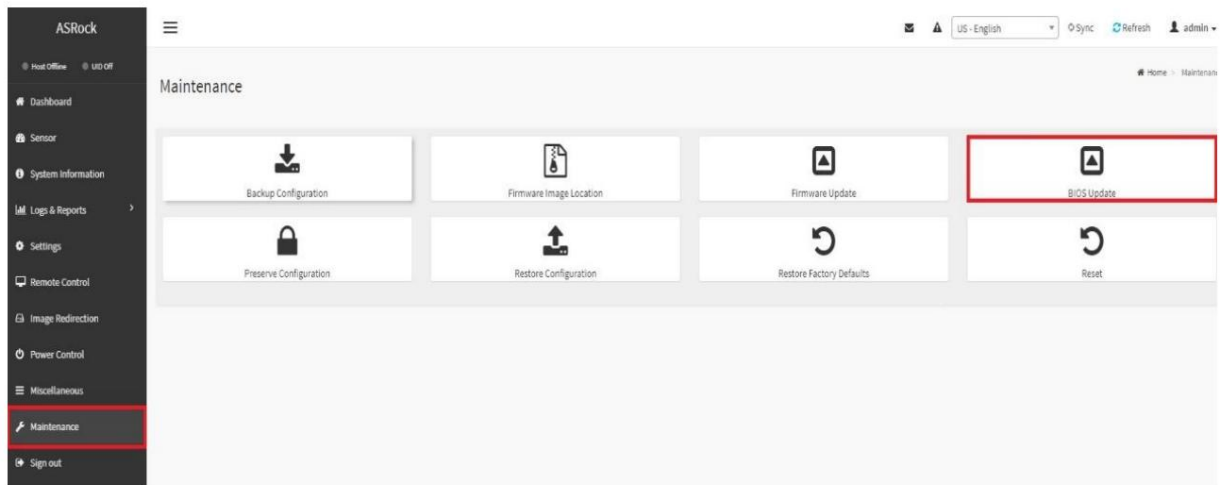 ASRock
US - English
Sync
Refresh
admin
Host Offline
UID Off
Home > Maintenanc
Maintenance
Dashboard
Sensor
System Information
Logs & Reports
Settings
Remote Control
Image Redirection
Power Control
Miscellaneous
Maintenance
Sign out
Backup Configuration
Firmware Image Location
Firmware Update
BIOS Update
Preserve Configuration
Restore Configuration
Restore Factory Defaults
Reset